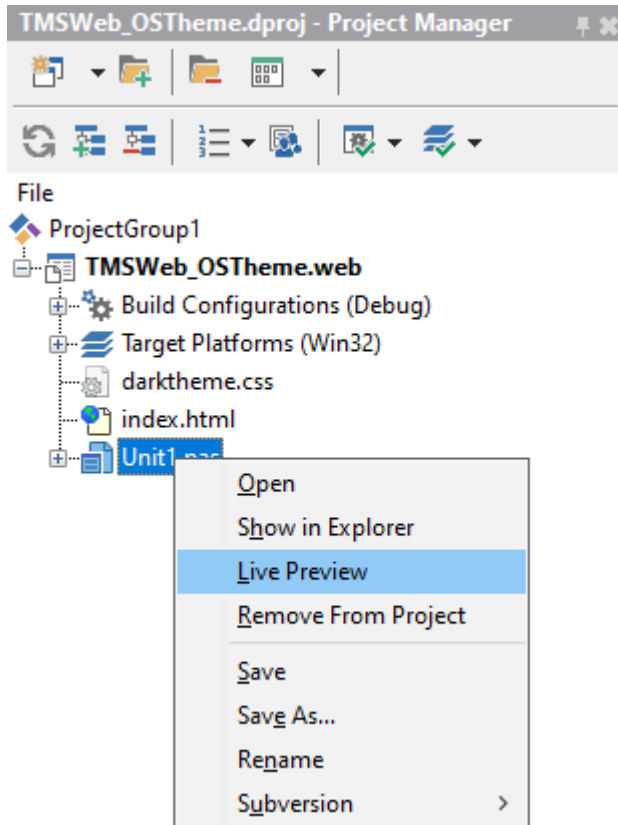 TMSWeb_OSTheme.dproj - Project Manager
File
ProjectGroup1
TMSWeb_OSTheme.web
Build Configurations (Debug)
Target Platforms (Win32)
darktheme.css
index.html
Unit1.pas
Open
Show in Explorer
Live Preview
Remove From Project
Save
Save As...
Rename
Subversion